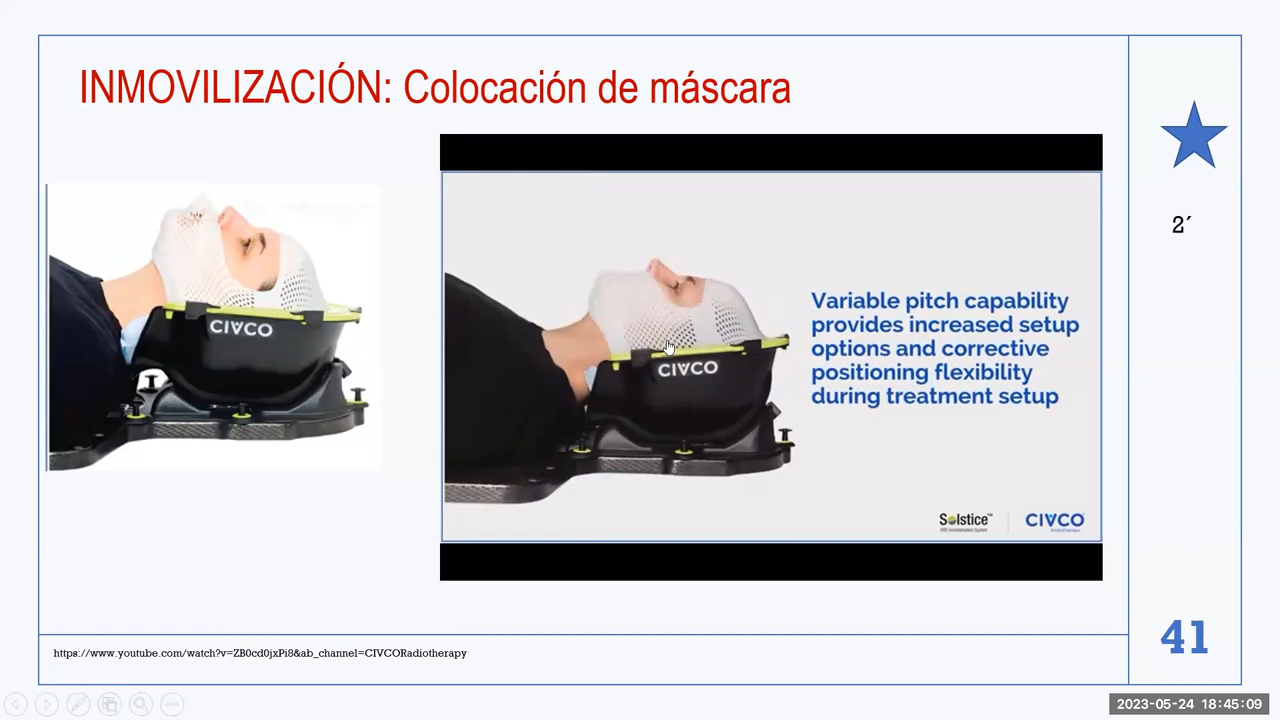 INMOVILIZACIÓN: Colocación de máscara
CIVCO
CIVCO
Variable pitch capability
provides increased setup
options and corrective
positioning flexibility
during treatment setup
Solstice™
CIVCO
2´
41
https://www.youtube.com/watch?v=ZB0cd0jxPi8&ab_channel=CIVCORadiotherapy
2023-05-24 18:45:09